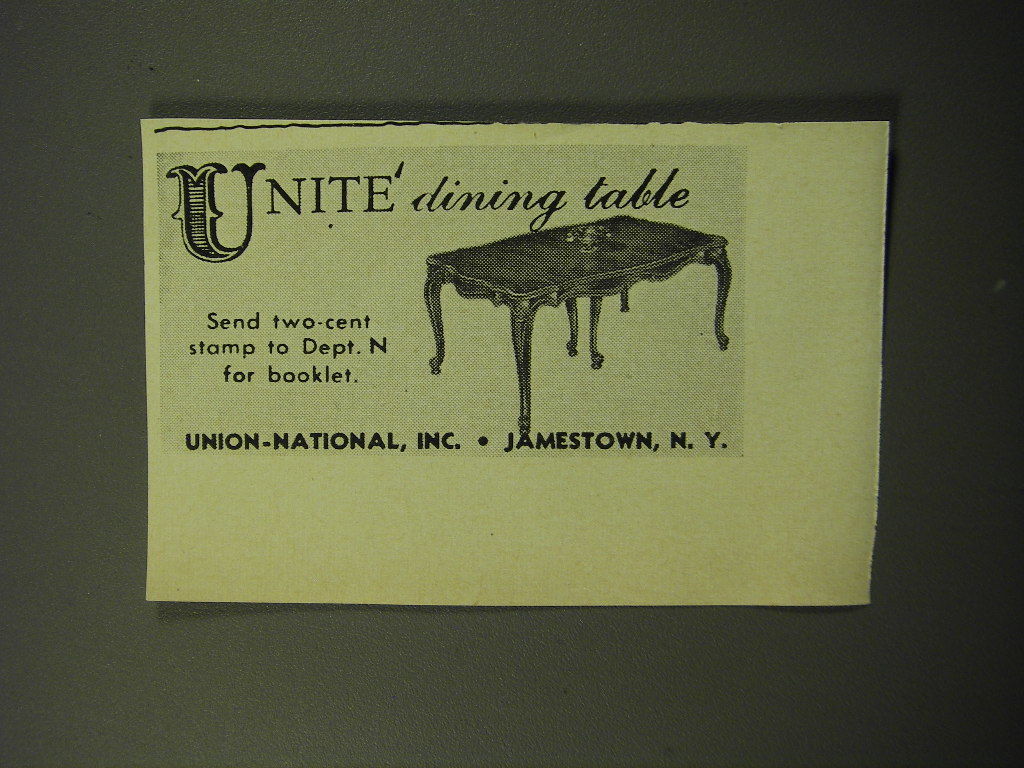 UNITE' dining table
Send two-cent
stamp to Dept. N
for booklet.
UNION-NATIONAL, INC. • JAMESTOWN, N. Y.